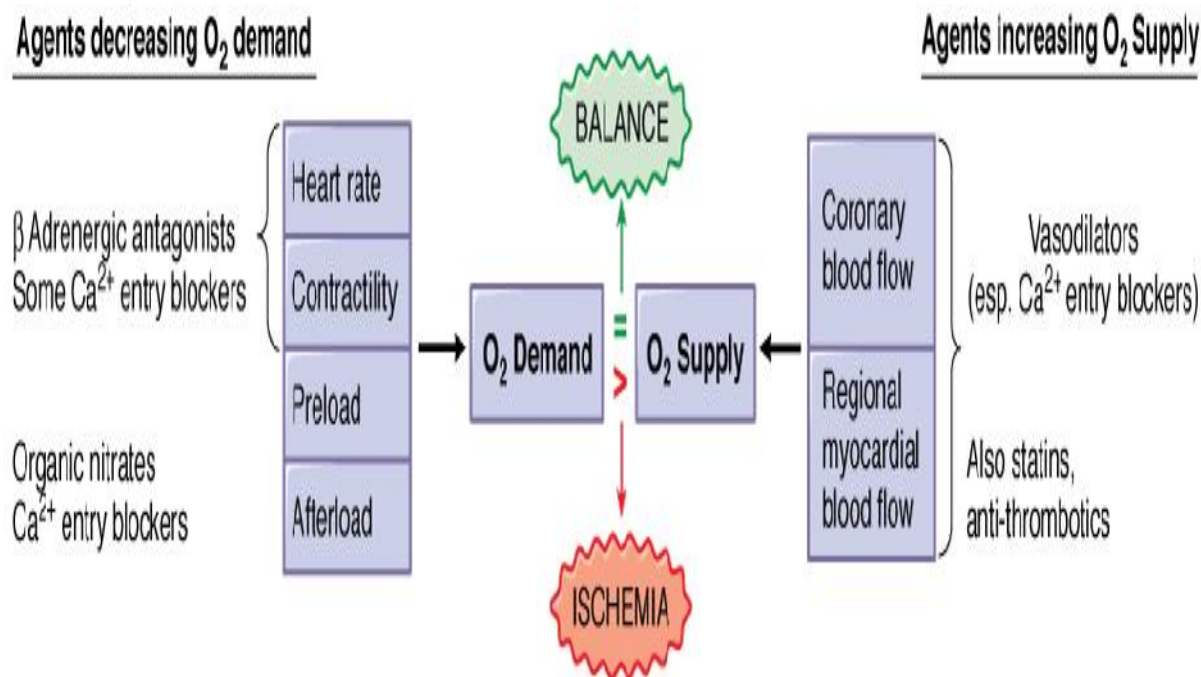 Agents decreasing O₂ demand
β Adrenergic antagonists
Some Ca²⁺ entry blockers
Organic nitrates
Ca²⁺ entry blockers
Heart rate
Contractility
Preload
Afterload
BALANCE
O₂ Demand
=
>
O₂ Supply
ISCHEMIA
Agents increasing O₂ Supply
Coronary
blood flow
Regional
myocardial
blood flow
Vasodilators
(esp. Ca²⁺ entry blockers)
Also statins,
anti-thrombotics